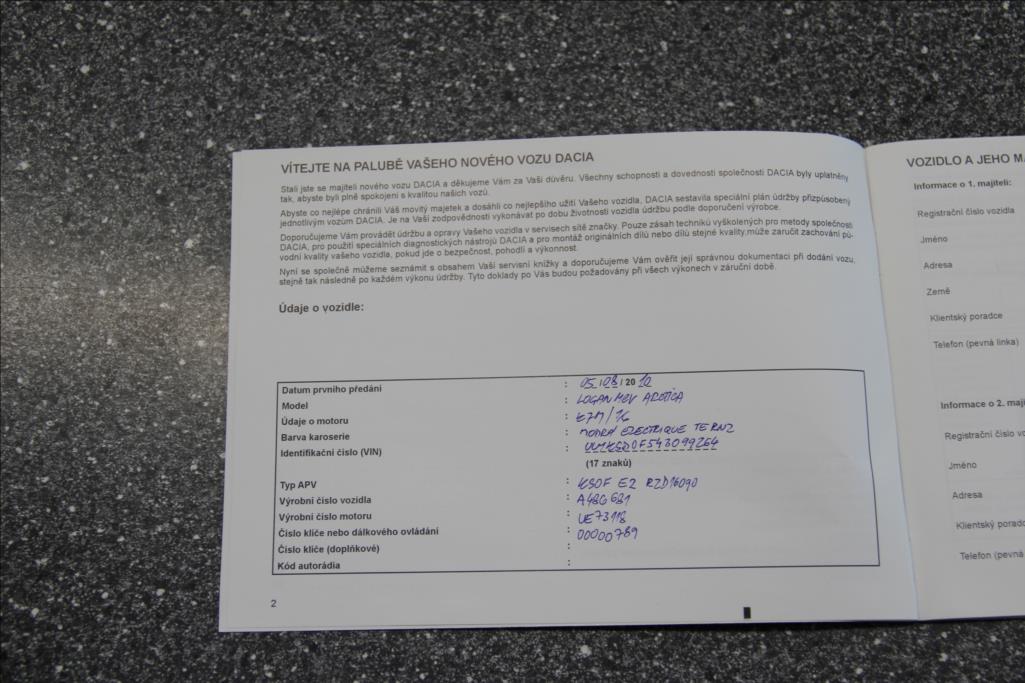 VÍTEJTE NA PALUBĚ VAŠEHO NOVÉHO VOZU DACIA
Stali jste se majiteli nového vozu DACIA a děkujeme Vám za Vaši důvěru. Všechny schopnosti a dovednosti společnosti DACIA byly uplatněny
tak, abyste byli plně spokojeni s kvalitou našich vozů.
Abyste co nejlépe chránili Váš movitý majetek a dosáhli co nejlepšího užití Vašeho vozidla, DACIA sestavila speciální plán údržby přizpůsobený
jednotlivým vozům DACIA. Je na Vaší zodpovědnosti vykonávat po dobu životnosti vozidla údržbu podle doporučení výrobce.
Doporučujeme Vám provádět údržbu a opravy Vašeho vozidla v servisech sítě značky. Pouze zásah techniků vyškolených pro metody společnosti
DACIA, pro použití speciálních diagnostických nástrojů DACIA a pro montáž originálních dílů nebo dílů stejné kvality,může zaručit zachování pů-
vodní kvality vašeho vozidla, pokud jde o bezpečnost, pohodlí a výkonnost.
Nyní se společně můžeme seznámit s obsahem Vaší servisní knížky a doporučujeme Vám ověřit její správnou dokumentaci při dodání vozu,
stejně tak následně po každém výkonu údržby. Tyto doklady po Vás budou požadovány při všech výkonech v záruční době.
Údaje o vozidle:
Datum prvního předání : 05/08/2010
Model : LOGAN MCV ARCTICA
Údaje o motoru : K7M/
Barva karoserie : MODRÁ ELECTRIQUE TERNZ
Identifikační číslo (VIN) : UU1KSD0F543099264
(17 znaků)
Typ APV : KSOF E2 RZD16090
Výrobní číslo vozidla : A486681
Výrobní číslo motoru : UE73118
Číslo klíče nebo dálkového ovládání : 00000789
Číslo klíče (doplňkové) :
Kód autorádia :
2
VOZIDLO A JEHO
Informace o 1. majiteli:
Registrační číslo vozidla
Jméno
Adresa
Země
Klientský poradce
Telefon (pevná linka)
Informace o 2.
Registrační číslo
Jméno
Adresa
Klientský
Telefon (pevná